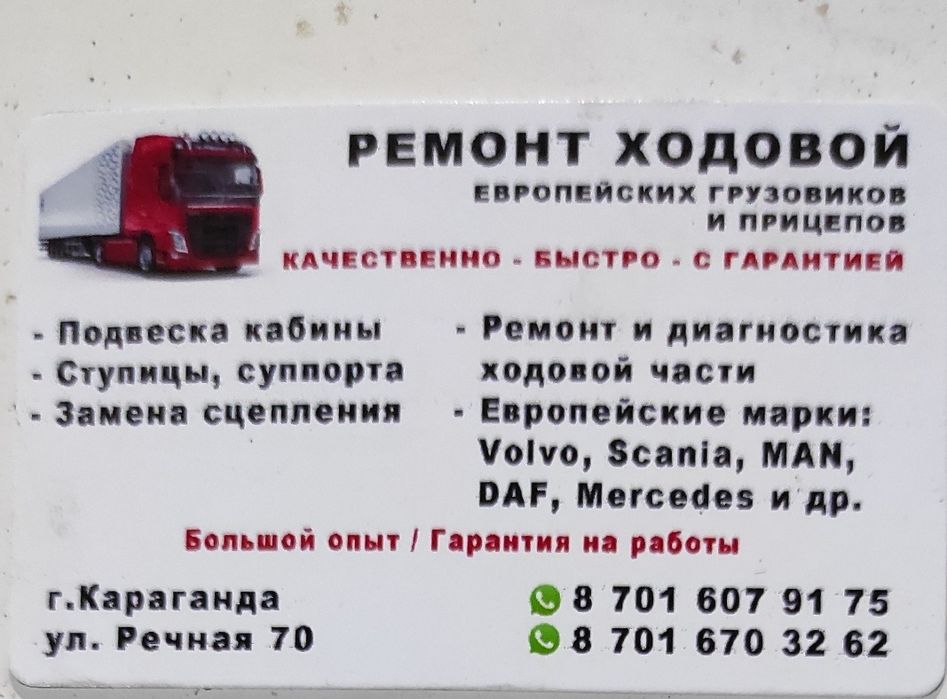 РЕМОНТ ХОДОВОЙ
ЕВРОПЕЙСКИХ ГРУЗОВИКОВ
И ПРИЦЕПОВ
КАЧЕСТВЕННО - БЫСТРО - С ГАРАНТИЕЙ
- Подвеска кабины
- Ступицы, суппорта
- Замена сцепления
- Ремонт и диагностика
ходовой части
- Европейские марки:
Volvo, Scania, MAN,
DAF, Mercedes и др.
Большой опыт / Гарантия на работы
г.Караганда
ул. Речная 70
8 701 607 91 75
8 701 670 32 62